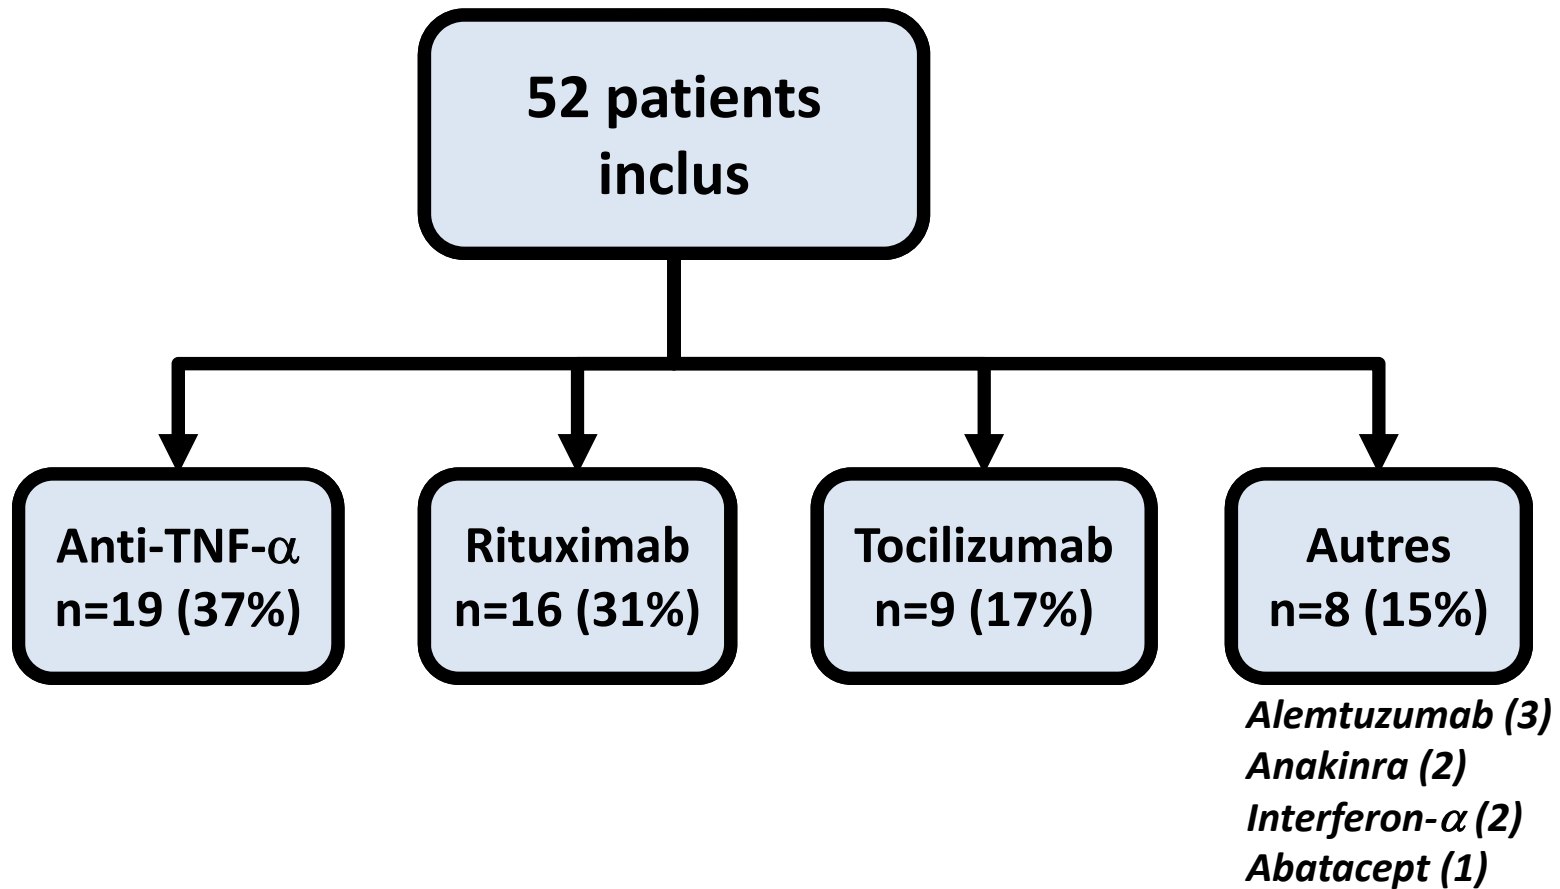 52 patients
inclus
Anti-TNF-α
n=19 (37%)
Rituximab
n=16 (31%)
Tocilizumab
n=9 (17%)
Autres
n=8 (15%)
Alemtuzumab (3)
Anakinra (2)
Interferon-α (2)
Abatacept (1)